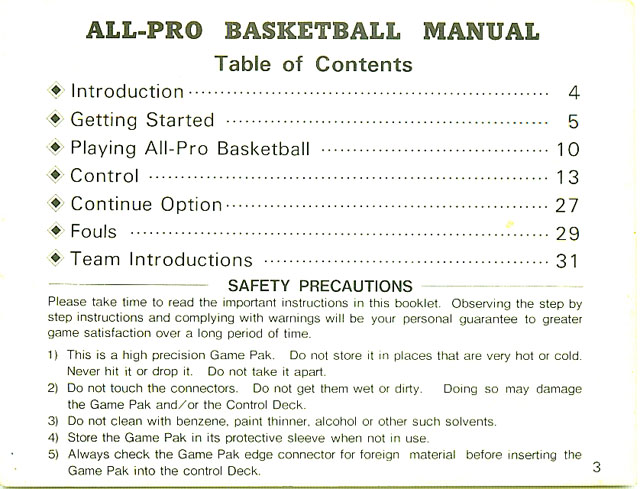 ALL-PRO BASKETBALL MANUAL
Table of Contents
Introduction 4
Getting Started 5
Playing All-Pro Basketball 10
Control 13
Continue Option 27
Fouls 29
Team Introductions 31
SAFETY PRECAUTIONS
Please take time to read the important instructions in this booklet. Observing the step by
step instructions and complying with warnings will be your personal guarantee to greater
game satisfaction over a long period of time.
1) This is a high precision Game Pak. Do not store it in places that are very hot or cold.
Never hit it or drop it. Do not take it apart.
2) Do not touch the connectors. Do not get them wet or dirty. Doing so may damage
the Game Pak and/or the Control Deck.
3) Do not clean with benzene, paint thinner, alcohol or other such solvents.
4) Store the Game Pak in its protective sleeve when not in use.
5) Always check the Game Pak edge connector for foreign material before inserting the
Game Pak into the control Deck.
3